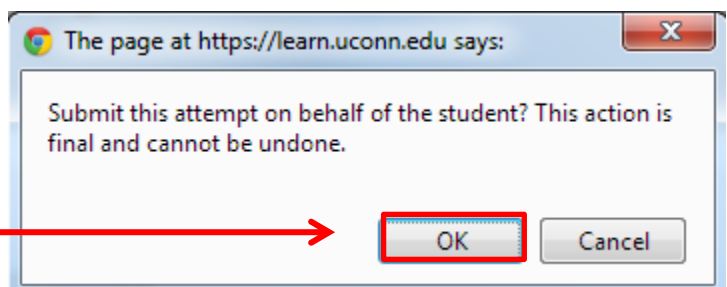 The page at https://learn.uconn.edu says:
x
Submit this attempt on behalf of the student? This action is
final and cannot be undone.
OK
Cancel